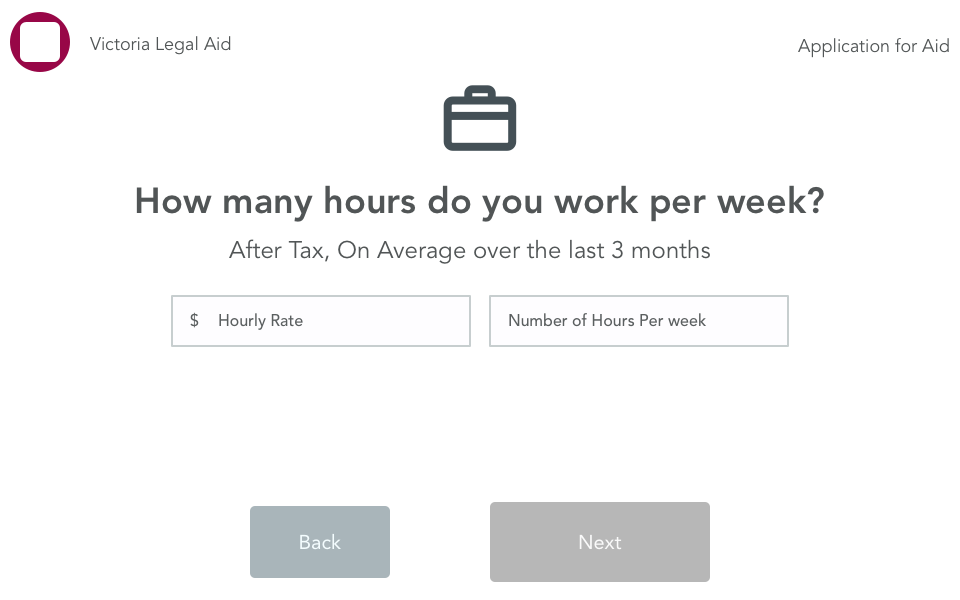 Victoria Legal Aid
Application for Aid
How many hours do you work per week?
After Tax, On Average over the last 3 months
$ Hourly Rate
Number of Hours Per week
Back
Next